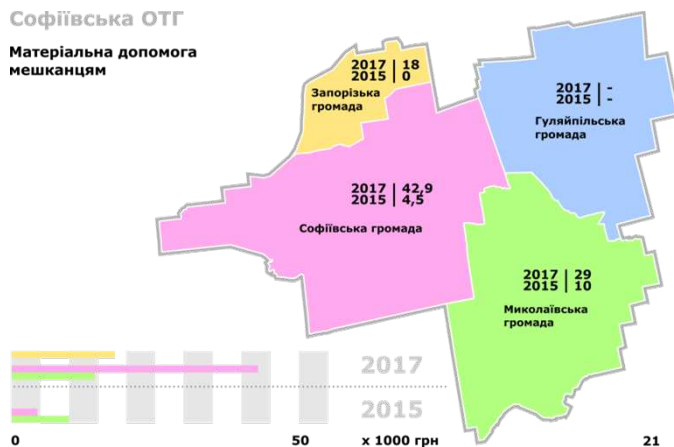 Софіївська ОТГ
Матеріальна допомога
мешканцям
2017 | 18
2015 | 0
Запорізька
громада
2017 | -
2015 | -
Гуляйпільська
громада
2017 | 42,9
2015 | 4,5
Софіївська громада
2017 | 29
2015 | 10
Миколаївська
громада
2017
2015
0 50 х 1000 грн 21